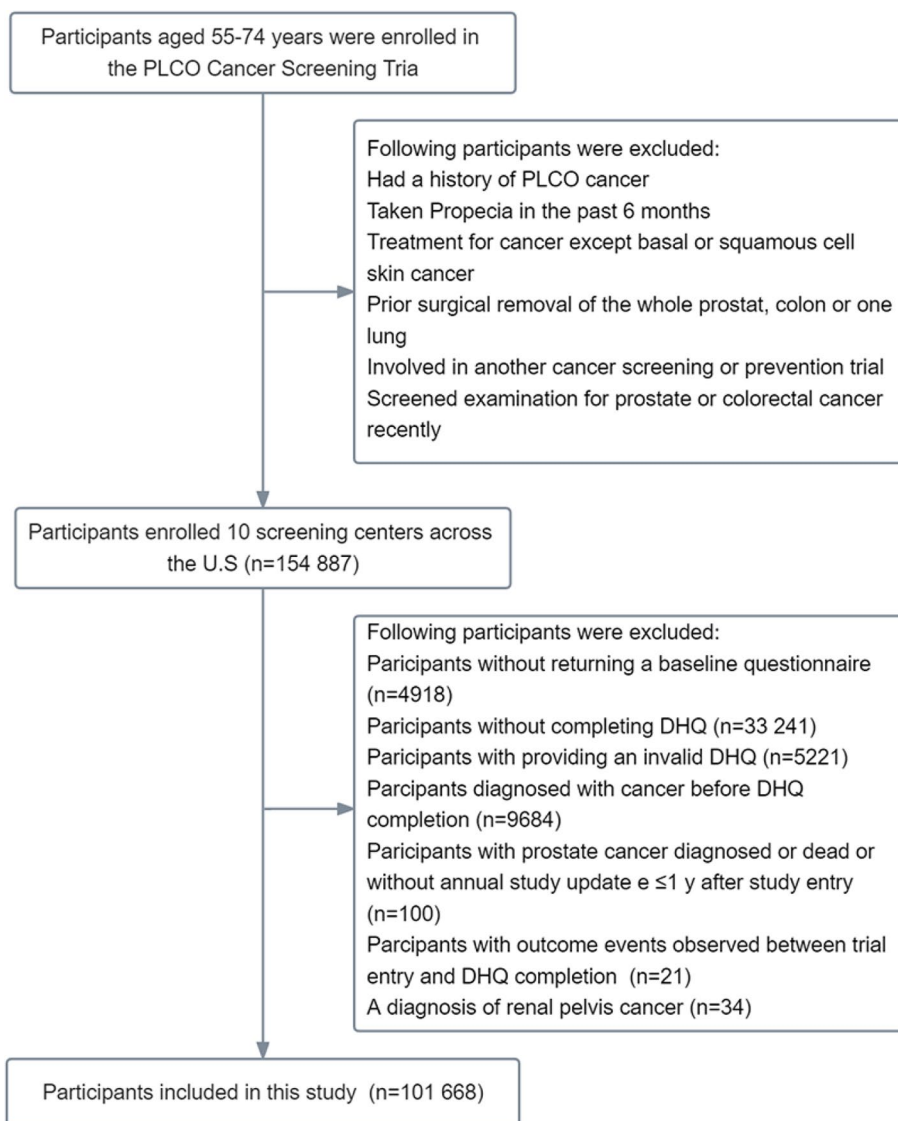 Participants aged 55-74 years were enrolled in
the PLCO Cancer Screening Tria
Following participants were excluded:
Had a history of PLCO cancer
Taken Propecia in the past 6 months
Treatment for cancer except basal or squamous cell
skin cancer
Prior surgical removal of the whole prostat, colon or one
lung
Involved in another cancer screening or prevention trial
Screened examination for prostate or colorectal cancer
recently
Participants enrolled 10 screening centers across
the U.S (n=154 887)
Following participants were excluded:
Paricipants without returning a baseline questionnaire
(n=4918)
Paricipants without completing DHQ (n=33 241)
Paricipants with providing an invalid DHQ (n=5221)
Parcipants diagnosed with cancer before DHQ
completion (n=9684)
Paricipants with prostate cancer diagnosed or dead or
without annual study update e ≤1 y after study entry
(n=100)
Parcipants with outcome events observed between trial
entry and DHQ completion (n=21)
A diagnosis of renal pelvis cancer (n=34)
Participants included in this study (n=101 668)